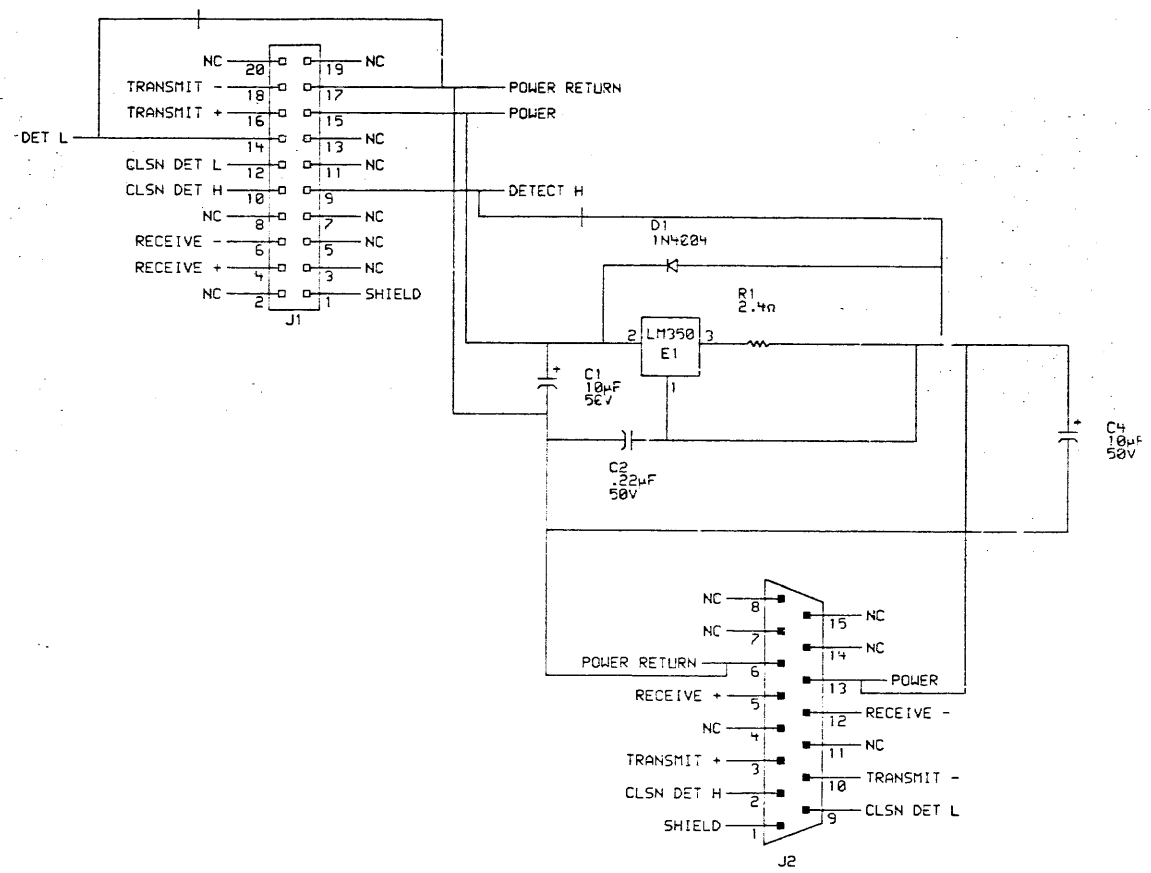 NC 20 19 NC
TRANSMIT - 18 17 POWER RETURN
TRANSMIT + 16 15 POWER
DET L 14 13 NC
CLSN DET L 12 11 NC
CLSN DET H 10 9 DETECT H
NC 8 7 NC
RECEIVE - 6 5 NC
RECEIVE + 4 3 NC
NC 2 1 SHIELD
J1
D1
1N4004
R1
2.4Ω
2 LM350 3
E1
1
C1
10µF
50V
C2
.22µF
50V
C4
10µF
50V
NC 8
15 NC
NC 7
14 NC
POWER RETURN 6
13 POWER
RECEIVE + 5
12 RECEIVE -
NC 4
11 NC
TRANSMIT + 3
10 TRANSMIT -
CLSN DET H 2
9 CLSN DET L
SHIELD 1
J2